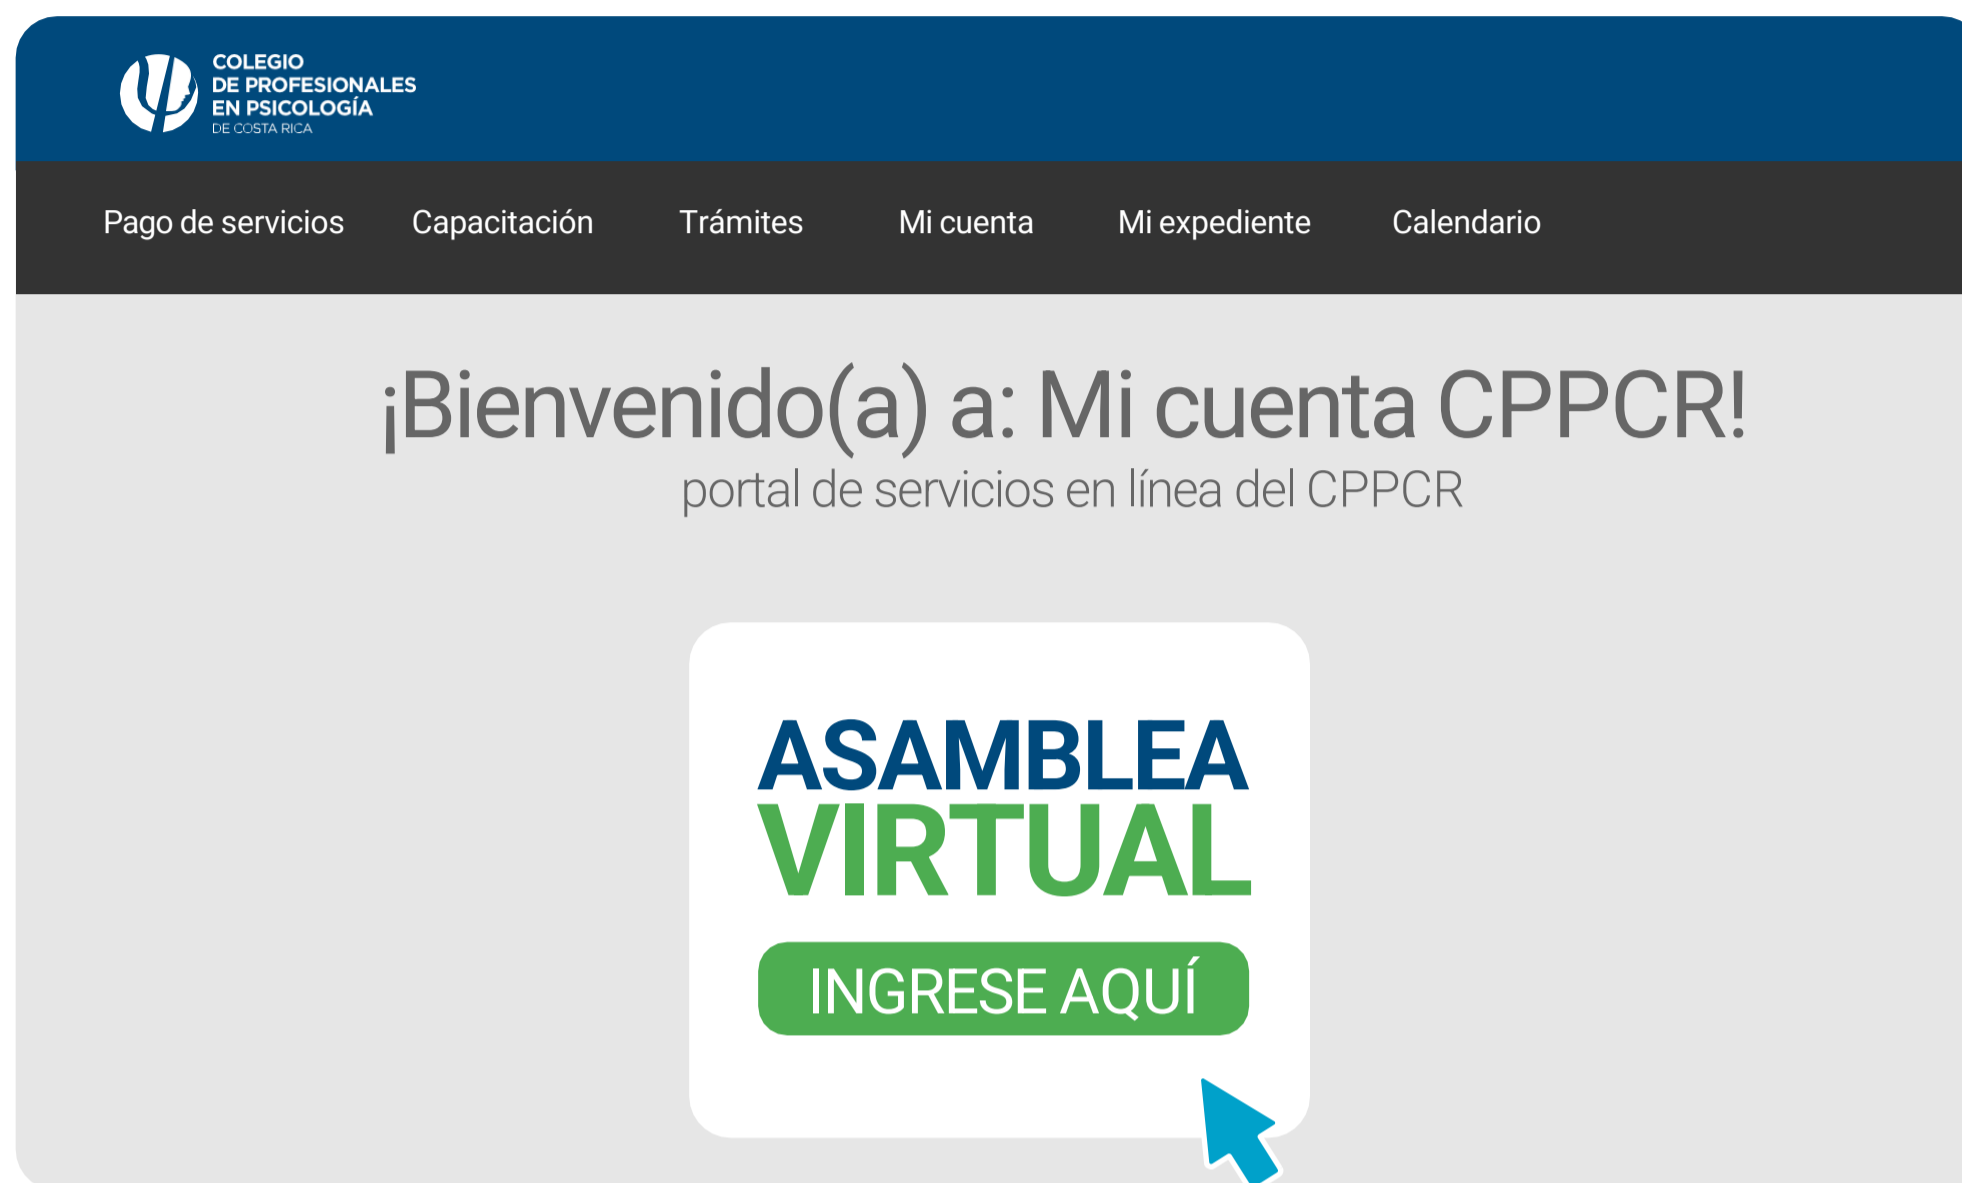 COLEGIO
DE PROFESIONALES
EN PSICOLOGÍA
DE COSTA RICA
Pago de servicios Capacitación Trámites Mi cuenta Mi expediente Calendario
¡Bienvenido(a) a: Mi cuenta CPPCR!
portal de servicios en línea del CPPCR
ASAMBLEA
VIRTUAL
INGRESE AQUÍ